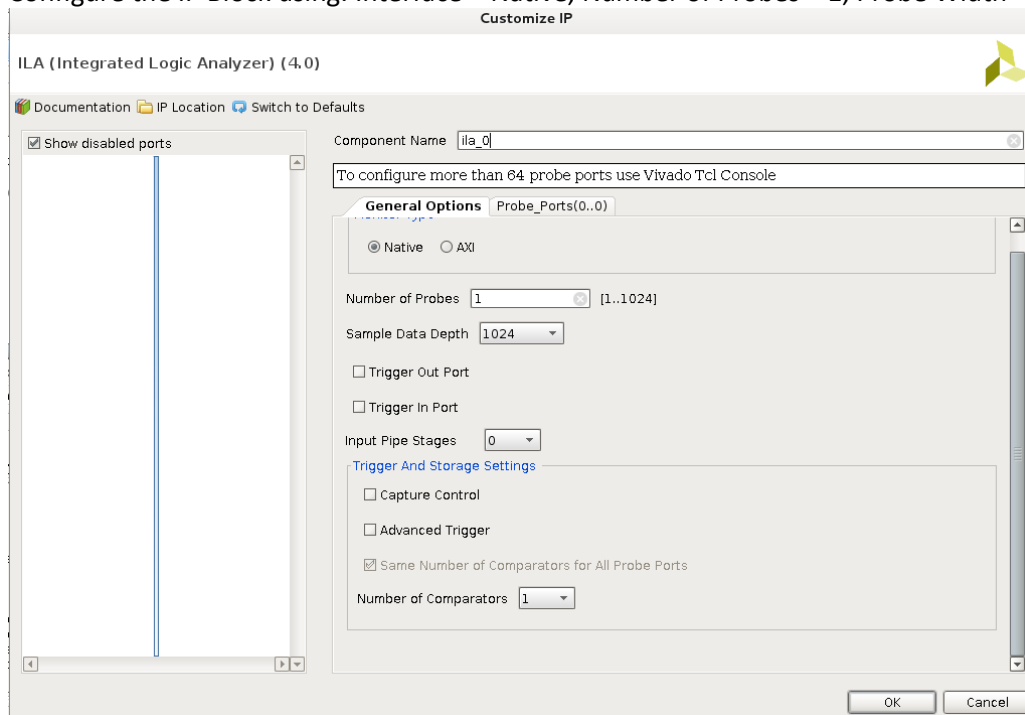 Customize IP
ILA (Integrated Logic Analyzer) (4.0)
Documentation IP Location Switch to Defaults
Show disabled ports
Component Name ila_0
To configure more than 64 probe ports use Vivado Tcl Console
General Options Probe_Ports(0..0)
Native AXI
Number of Probes 1 [1..1024]
Sample Data Depth 1024
Trigger Out Port
Trigger In Port
Input Pipe Stages 0
Trigger And Storage Settings
Capture Control
Advanced Trigger
Same Number of Comparators for All Probe Ports
Number of Comparators 1
OK Cancel